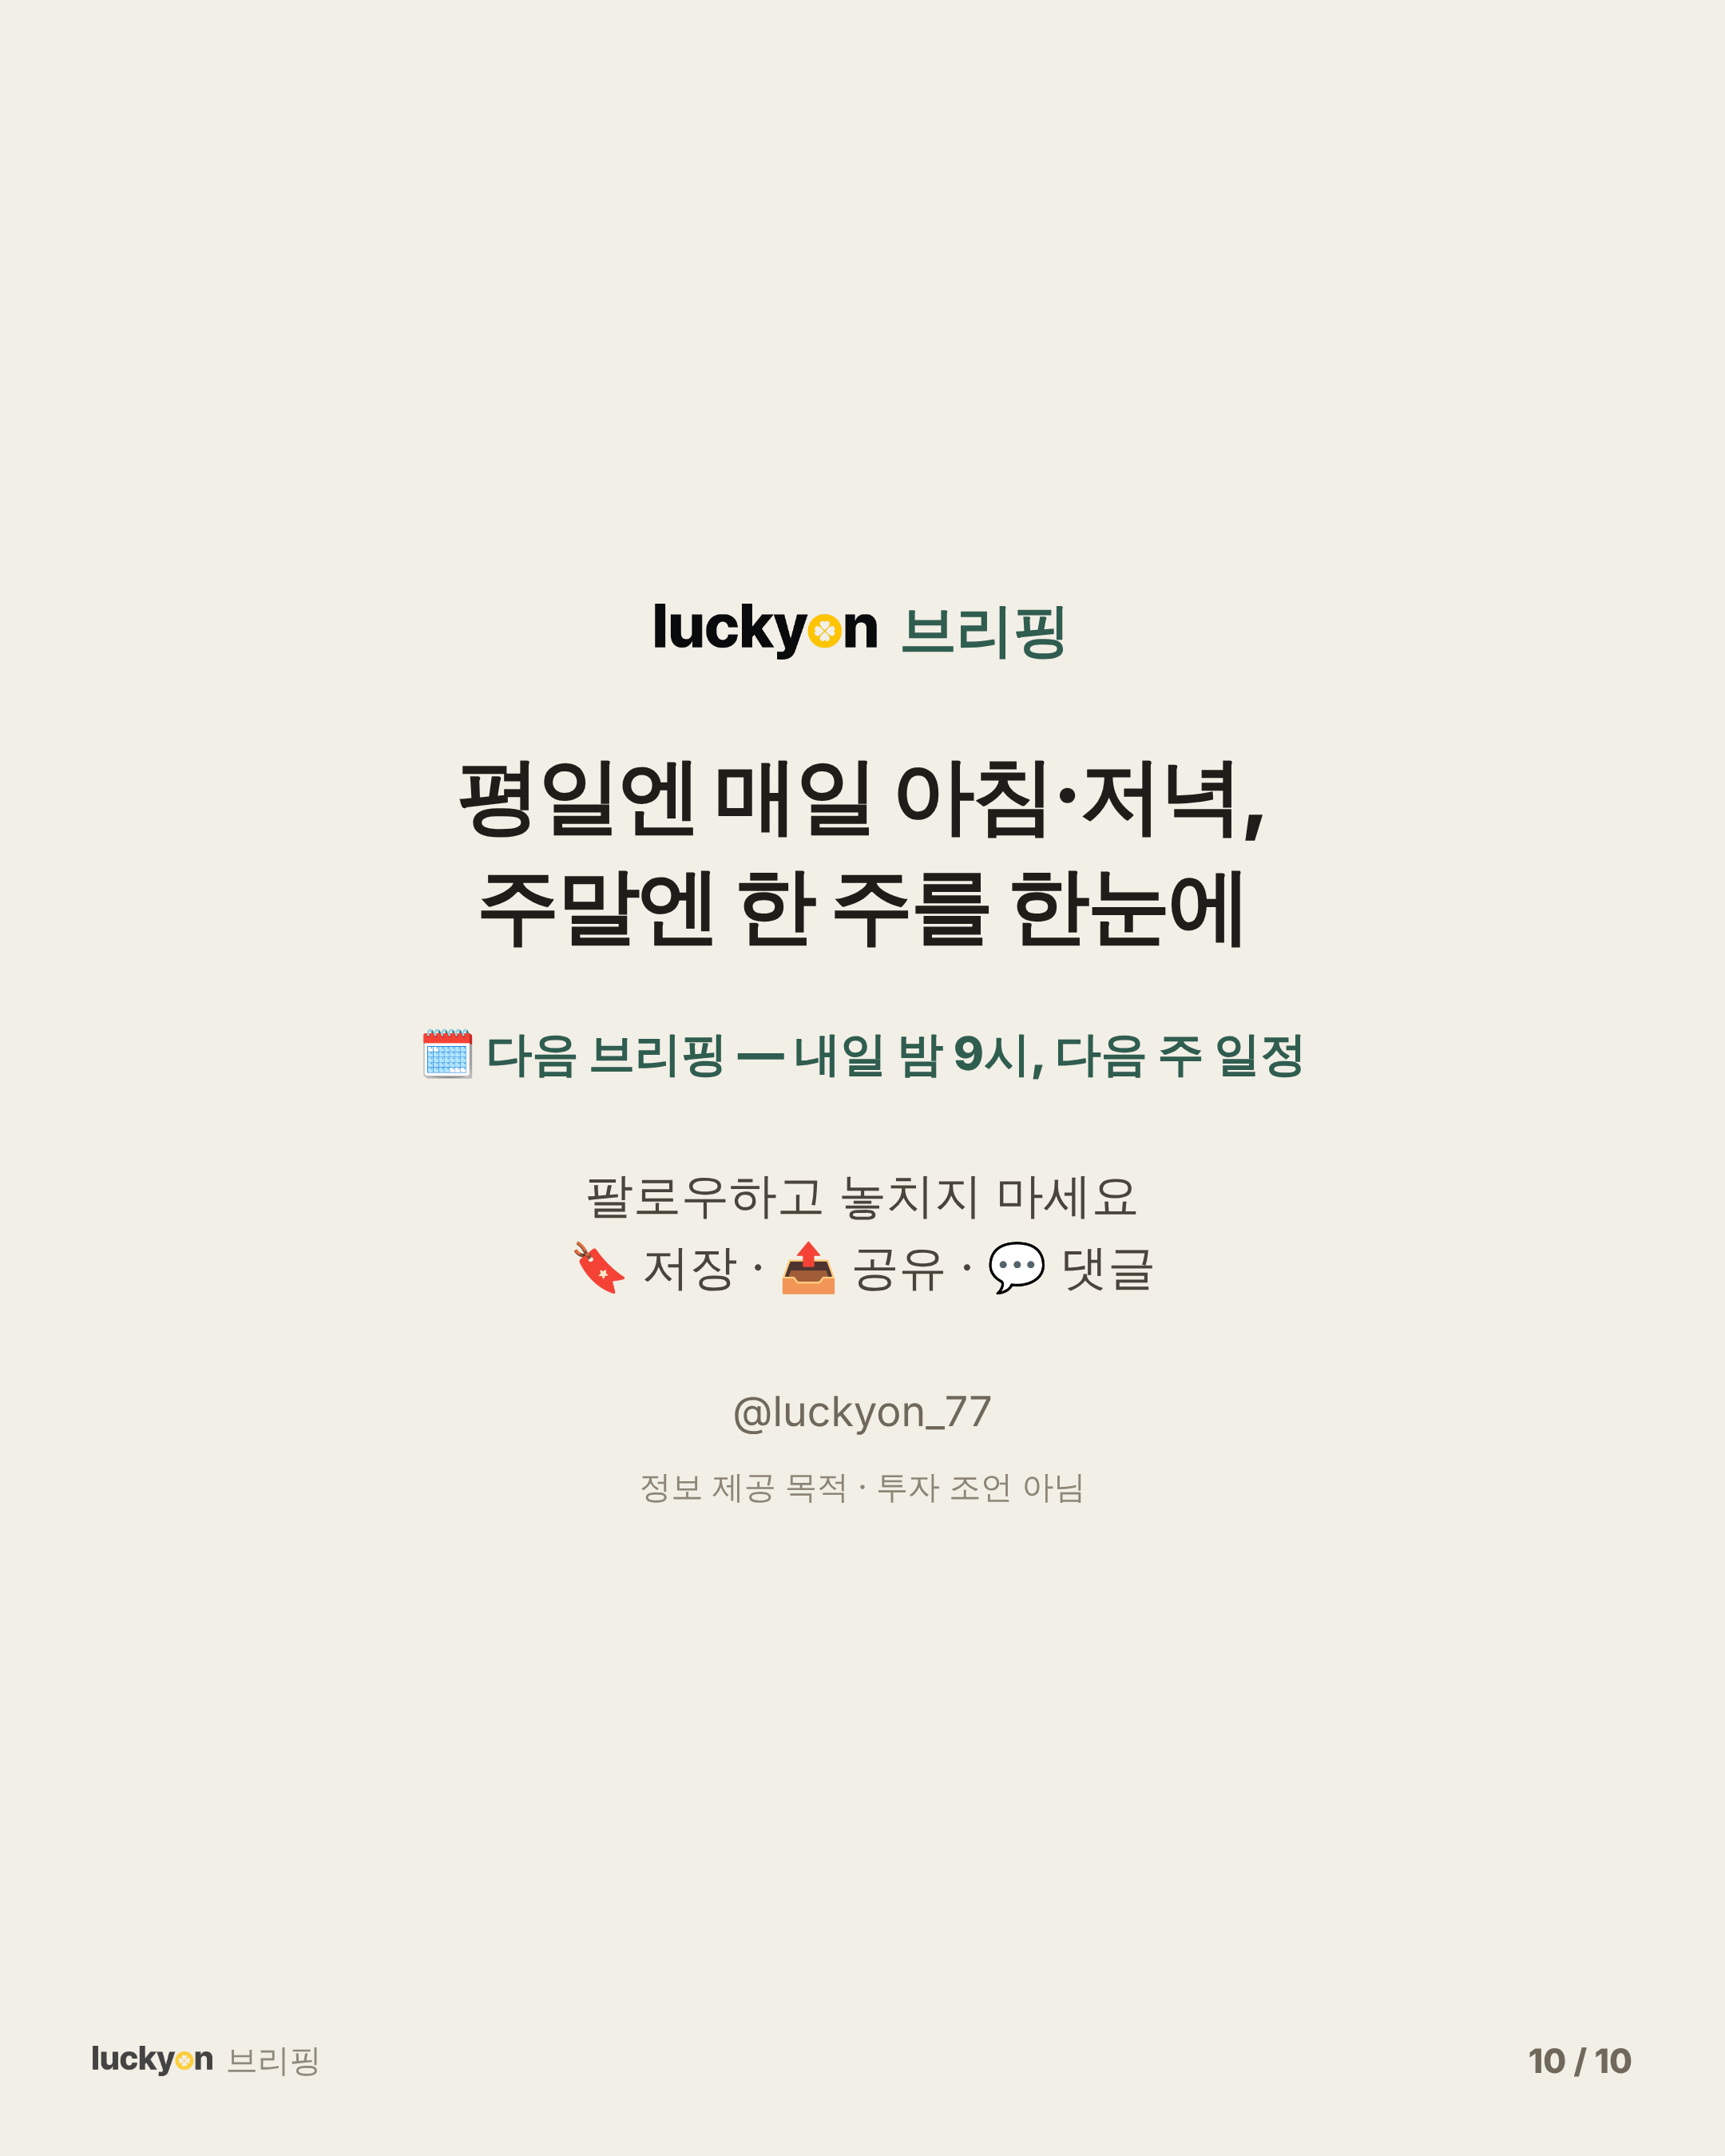 luckyon 브리핑
평일엔 매일 아침·저녁,
주말엔 한 주를 한눈에
🗓️ 다음 브리핑 — 내일 밤 9시, 다음 주 일정
팔로우하고 놓치지 마세요
🔖 저장 · 📤 공유 · 💬 댓글
@luckyon_77
정보 제공 목적 · 투자 조언 아님
luckyon 브리핑
10 / 10